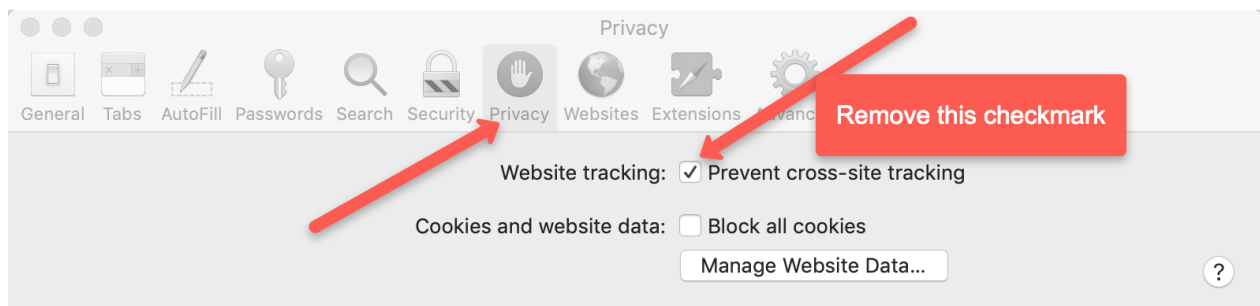 Privacy
General Tabs AutoFill Passwords Search Security Privacy Websites Extensions
Remove this checkmark
Website tracking: Prevent cross-site tracking
Cookies and website data: Block all cookies
Manage Website Data...
?